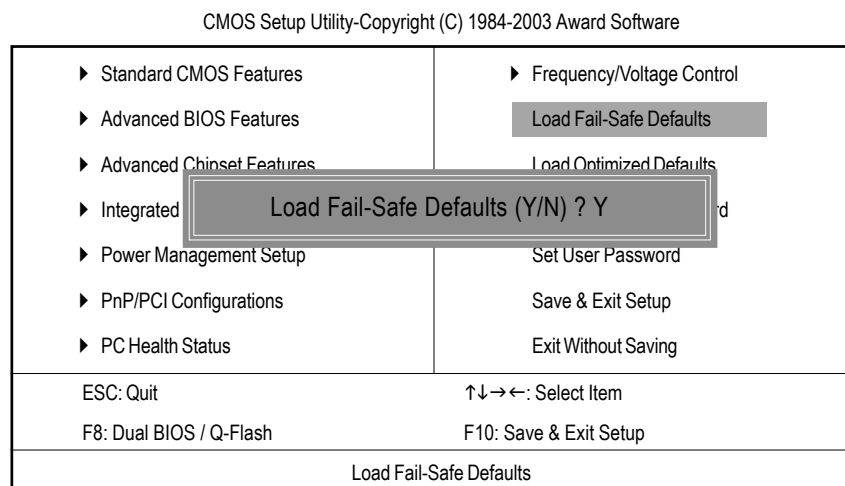 CMOS Setup Utility-Copyright (C) 1984-2003 Award Software
Standard CMOS Features
Advanced BIOS Features
Advanced Chipset Features
Integrated
Power Management Setup
PnP/PCI Configurations
PC Health Status
Frequency/Voltage Control
Load Fail-Safe Defaults
Load Optimized Defaults
Set User Password
Save & Exit Setup
Exit Without Saving
Load Fail-Safe Defaults (Y/N) ? Y
ESC: Quit
↑↓→←: Select Item
F8: Dual BIOS / Q-Flash
F10: Save & Exit Setup
Load Fail-Safe Defaults